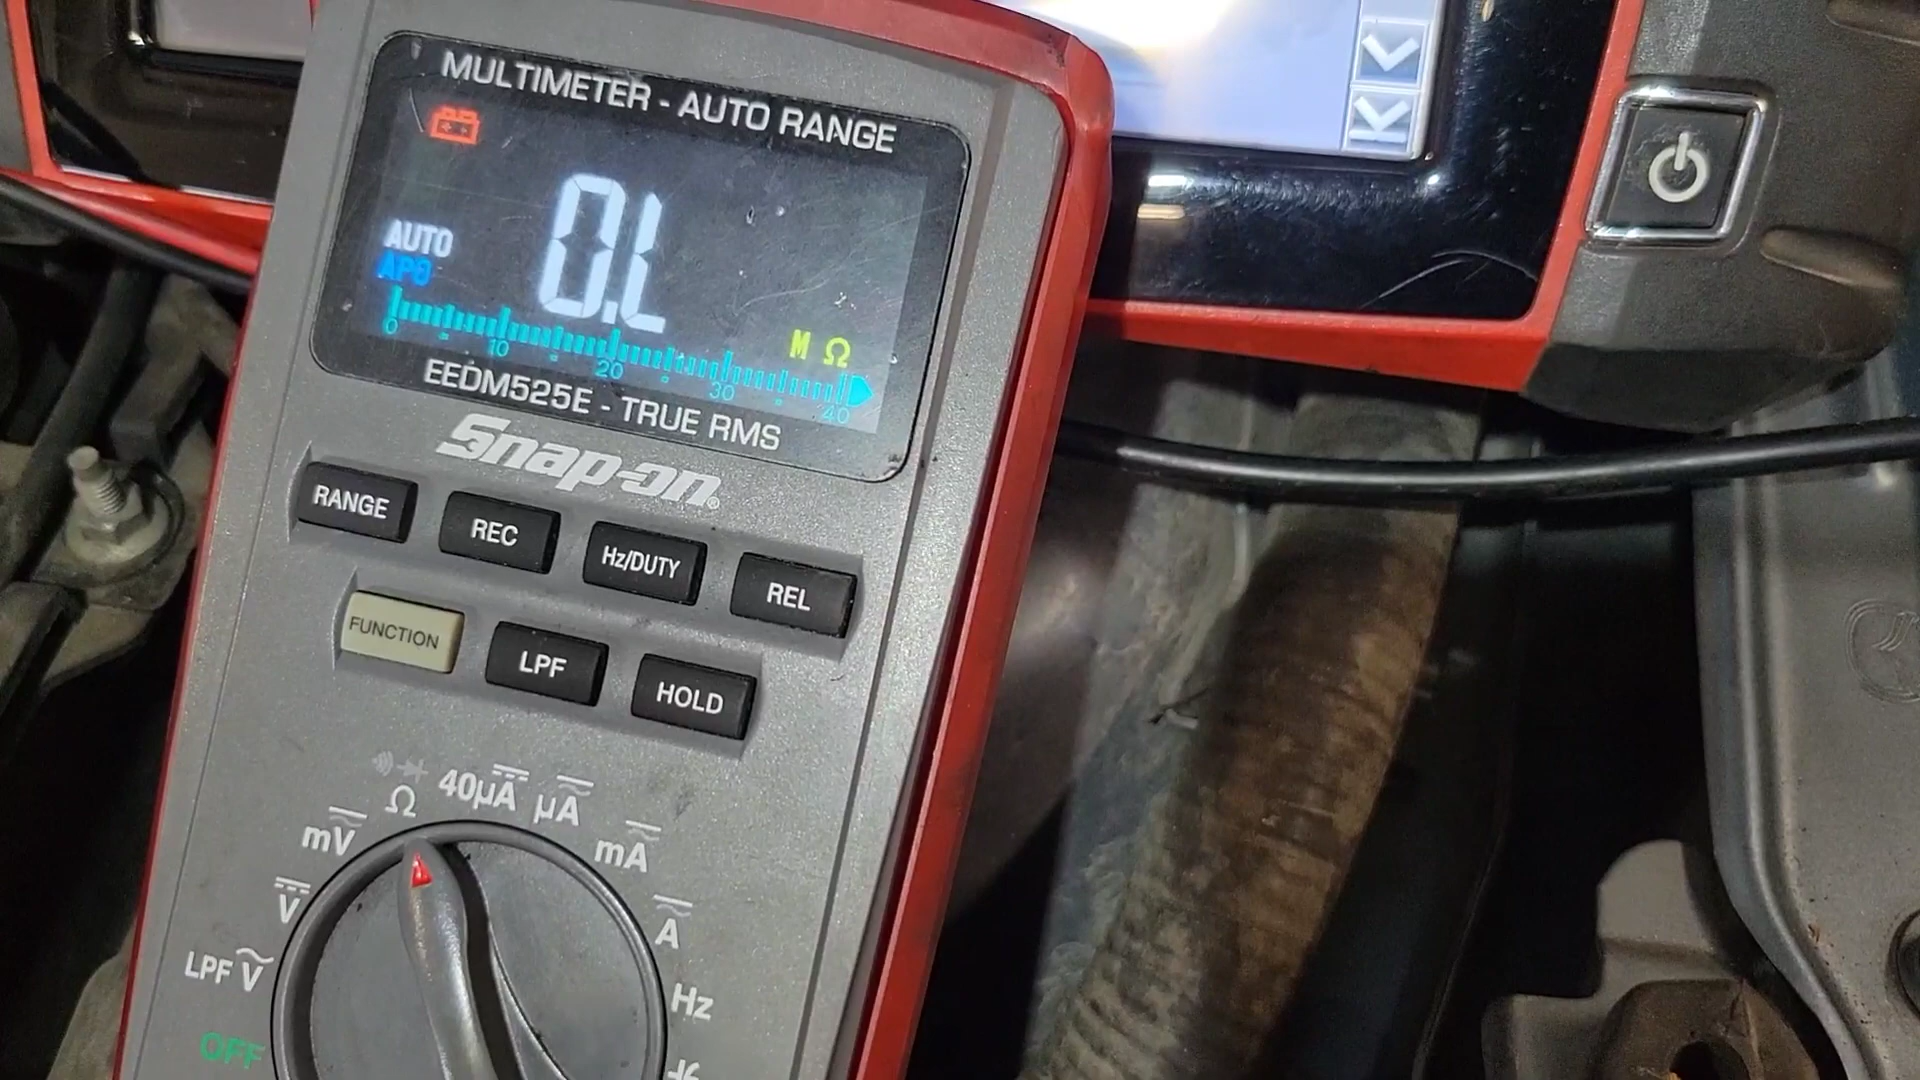 MULTIMETER - AUTO RANGE
0.L
AUTO
APO
M Ω
0 10 20 30 40
EEDM525E - TRUE RMS
Snap-on®
RANGE REC Hz/DUTY REL
FUNCTION LPF HOLD
Ω 40µA µA
mV mA
V A
LPF V Hz
OFF